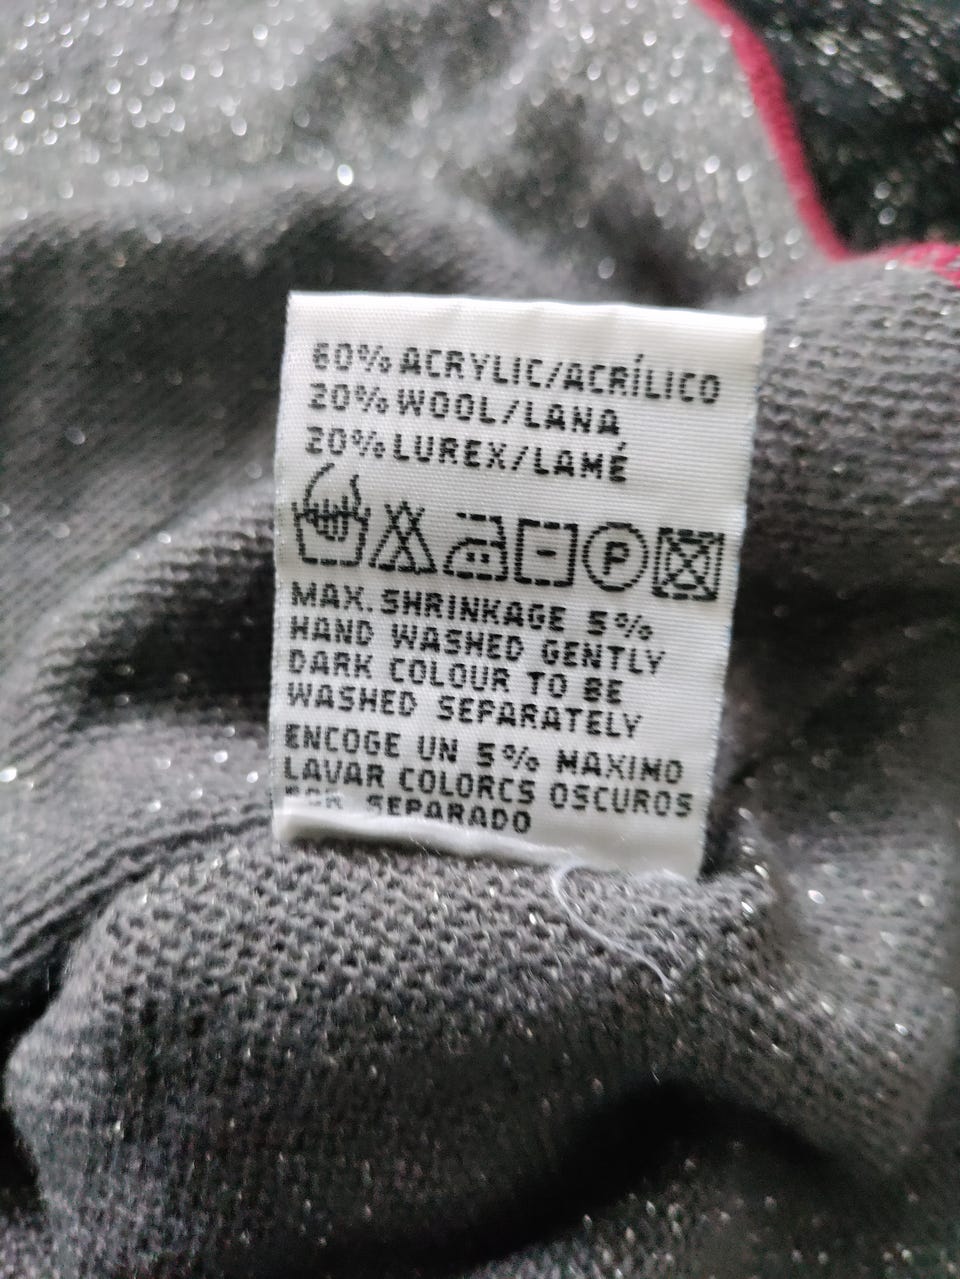 60% ACRYLIC/ACRÍLICO
20% WOOL/LANA
20% LUREX/LAMÉ
P
MAX. SHRINKAGE 5%
HAND WASHED GENTLY
DARK COLOUR TO BE
WASHED SEPARATELY
ENCOGE UN 5% MAXIMO
LAVAR COLORCS OSCUROS
POR SEPARADO